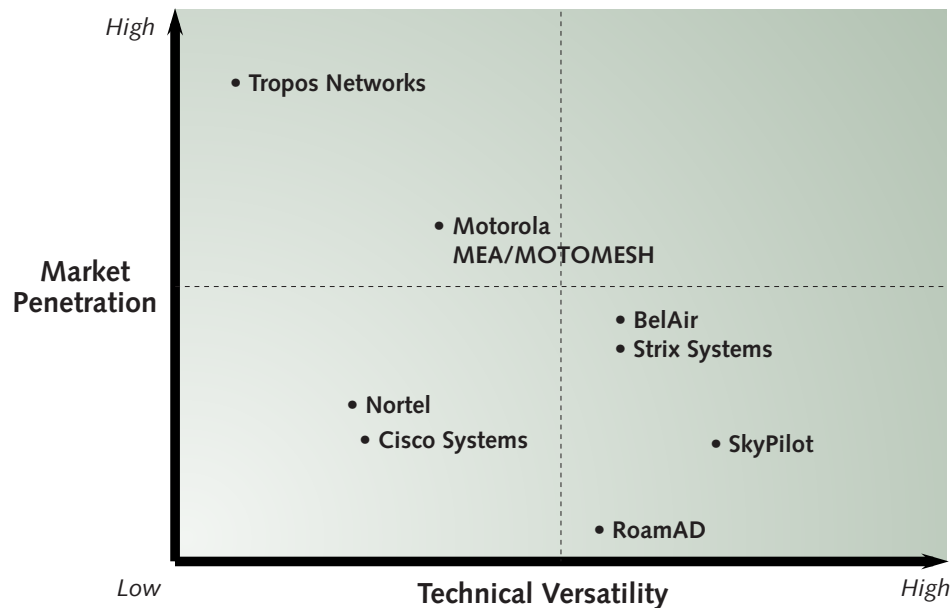 High
• Tropos Networks
• Motorola
MEA/MOTOMESH
Market
Penetration
• BelAir
• Strix Systems
• Nortel
• Cisco Systems
• SkyPilot
• RoamAD
Low
Technical Versatility
High